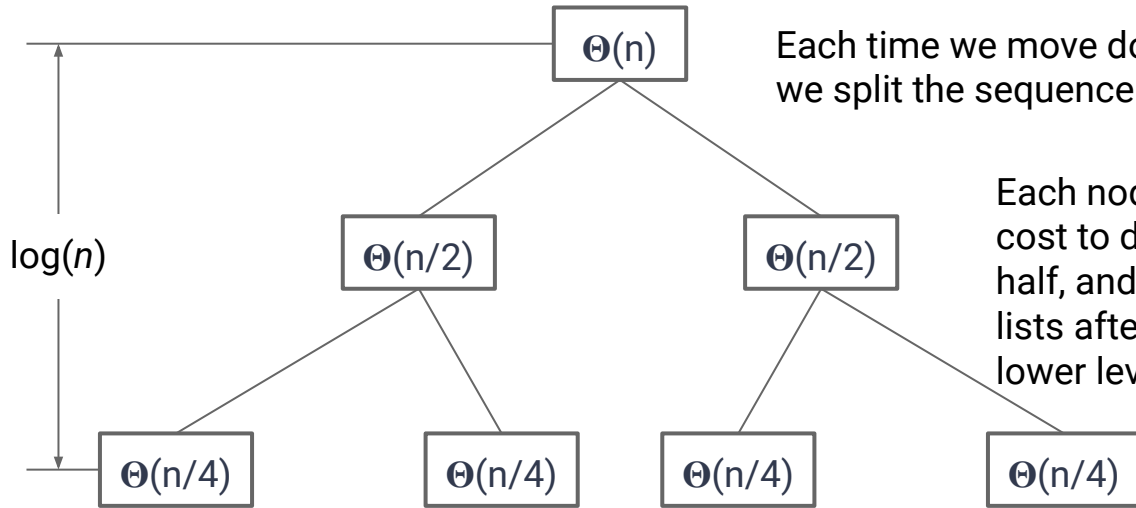 Θ(n)
Each time we move do
we split the sequence
Each nod
cost to d
half, and
lists afte
lower lev
log(n)
Θ(n/2)
Θ(n/2)
Θ(n/4)
Θ(n/4)
Θ(n/4)
Θ(n/4)